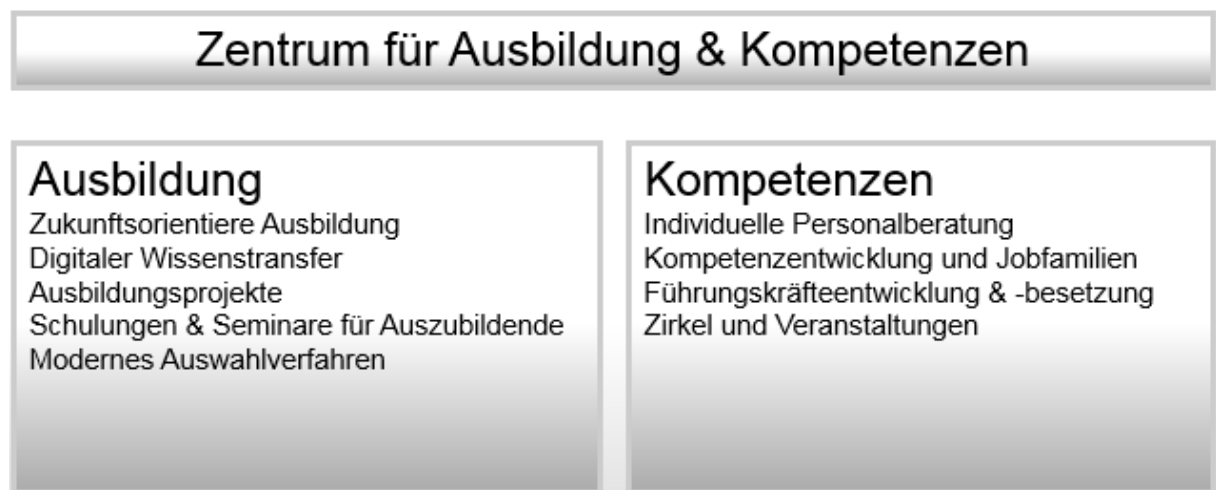 Zentrum für Ausbildung & Kompetenzen
Ausbildung
Zukunftsorientiere Ausbildung
Digitaler Wissenstransfer
Ausbildungsprojekte
Schulungen & Seminare für Auszubildende
Modernes Auswahlverfahren
Kompetenzen
Individuelle Personalberatung
Kompetenzentwicklung und Jobfamilien
Führungskräfteentwicklung & -besetzung
Zirkel und Veranstaltungen